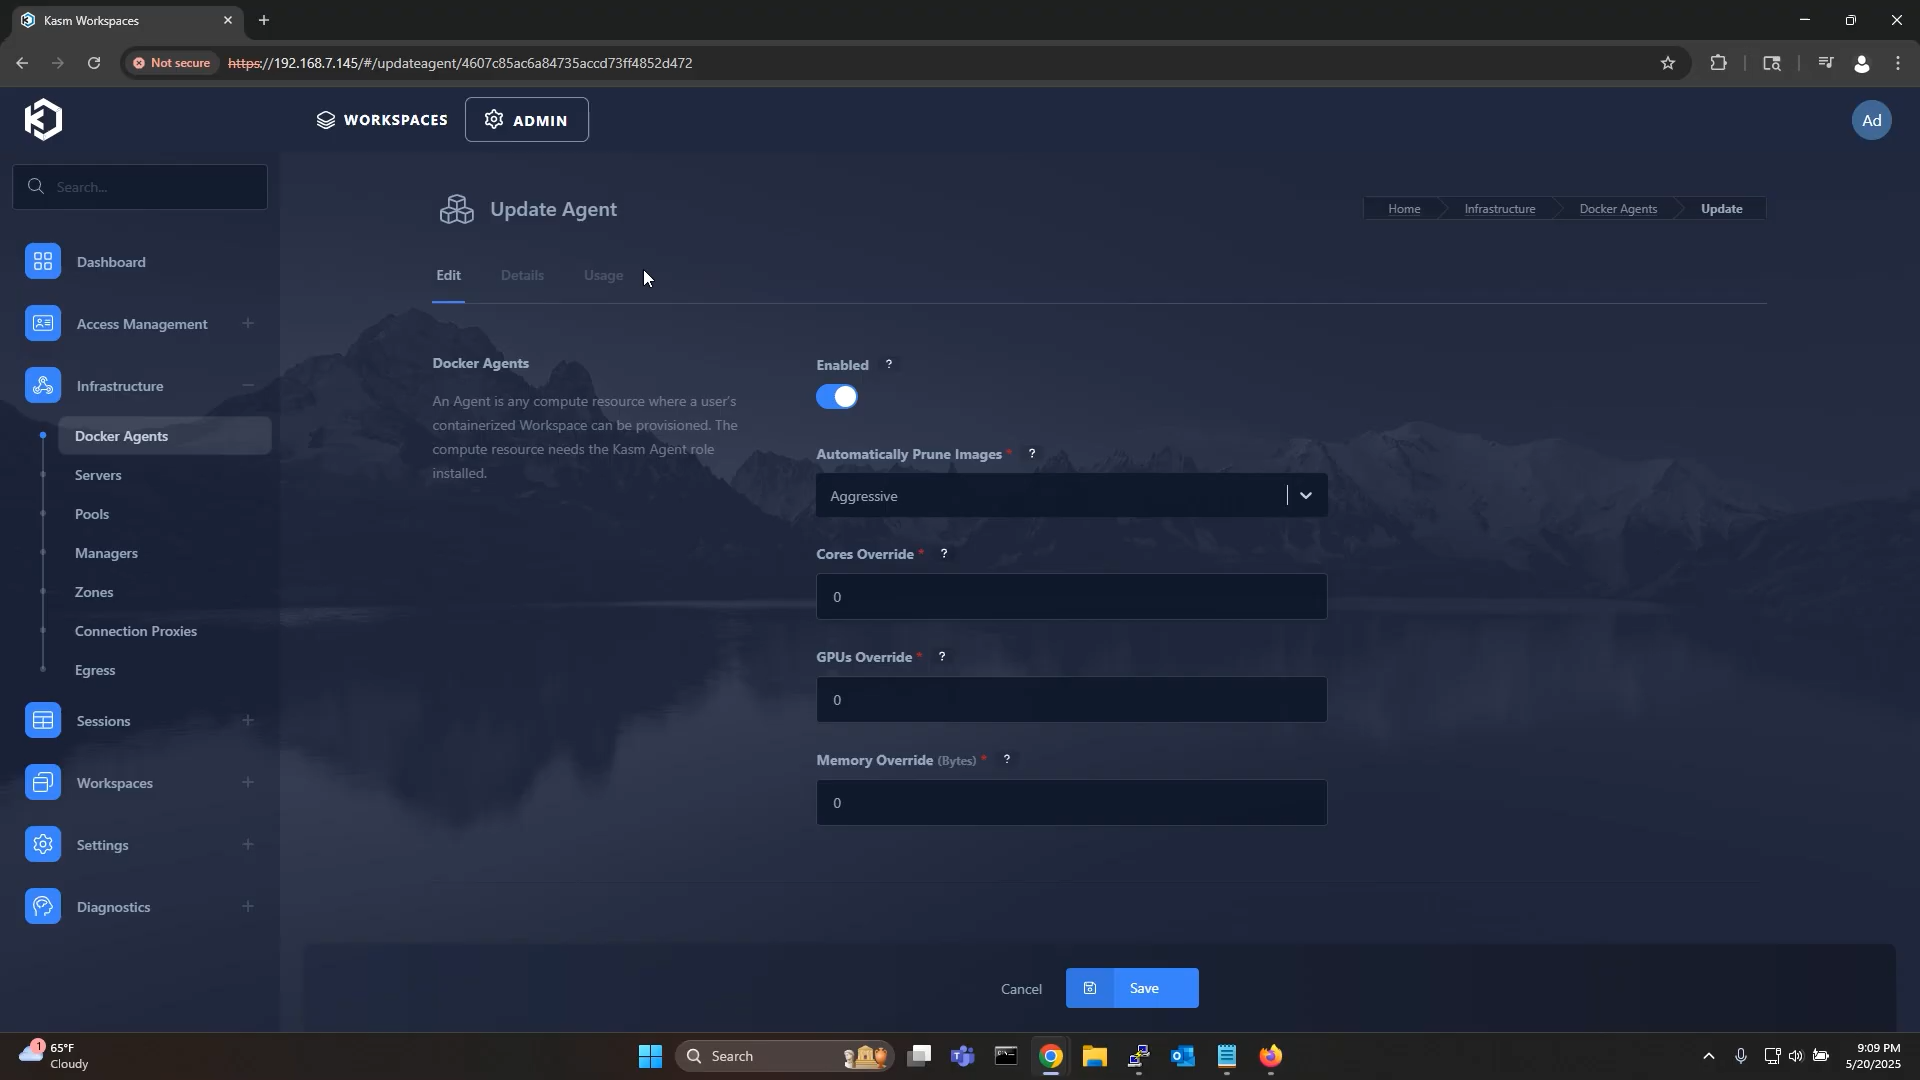 Kasm Workspaces
Not secure
https://192.168.7.145/#/updateagent/4607c85ac6a84735accd73ff4852d472
WORKSPACES
ADMIN
Ad
Search...
Dashboard
Access Management
Infrastructure
Docker Agents
Servers
Pools
Managers
Zones
Connection Proxies
Egress
Sessions
Workspaces
Settings
Diagnostics
Update Agent
Home
Infrastructure
Docker Agents
Update
Edit
Details
Usage
Docker Agents
An Agent is any compute resource where a user's
containerized Workspace can be provisioned. The
compute resource needs the Kasm Agent role
installed.
Enabled ?
Automatically Prune Images * ?
Aggressive
Cores Override * ?
0
GPUs Override * ?
0
Memory Override (Bytes) * ?
0
Cancel
Save
1
65°F
Cloudy
Search
9:09 PM
5/20/2025